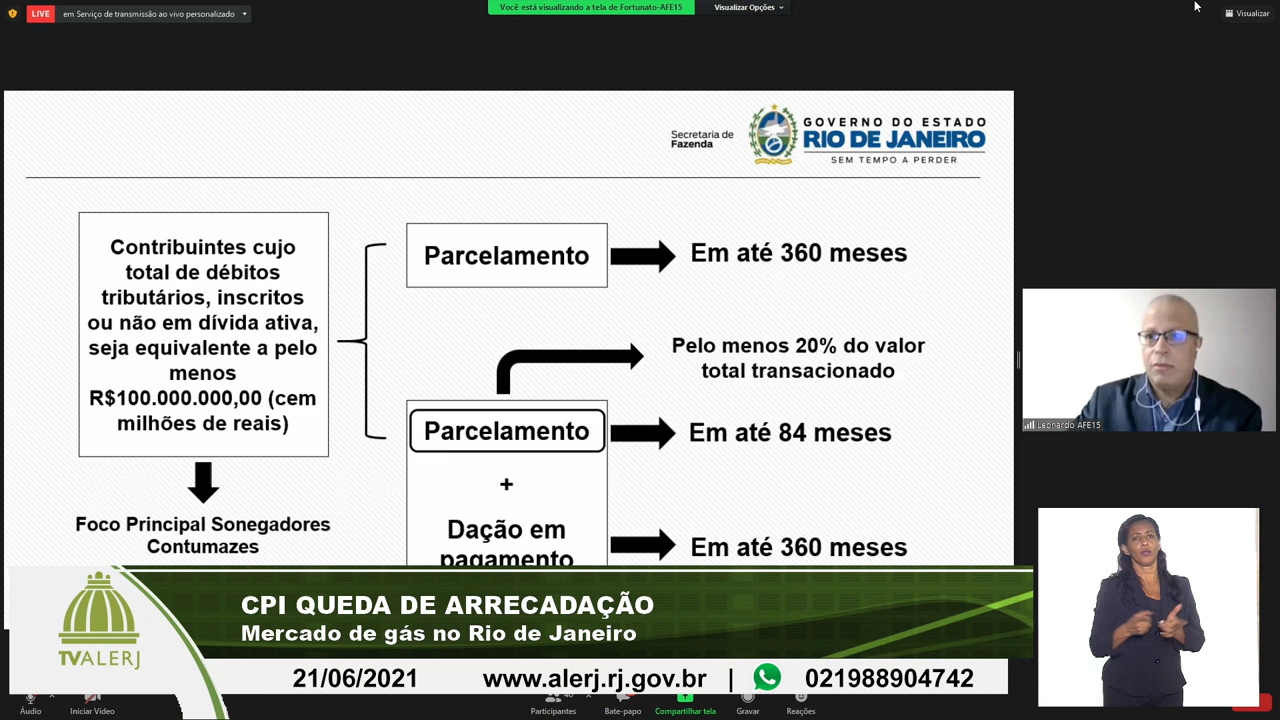 LIVE
em Serviço de transmissão ao vivo personalizado
Você está visualizando a tela de Fortunato-AFE15
Visualizar Opções
Visualizar
Secretaria de
Fazenda
GOVERNO DO ESTADO
RIO DE JANEIRO
SEM TEMPO A PERDER
Contribuintes cujo
total de débitos
tributários, inscritos
ou não em dívida ativa,
seja equivalente a pelo
menos
R$100.000.000,00 (cem
milhões de reais)
Foco Principal Sonegadores
Contumazes
Parcelamento
Em até 360 meses
Pelo menos 20% do valor
total transacionado
Parcelamento
Em até 84 meses
+
Dação em
pagamento
Em até 360 meses
Leonardo AFE15
CPI QUEDA DE ARRECADAÇÃO
Mercado de gás no Rio de Janeiro
TVALERJ
21/06/2021
www.alerj.rj.gov.br | 021988904742
Áudio
Iniciar Vídeo
Participantes
Bate-papo
Compartilhar tela
Gravar
Reações